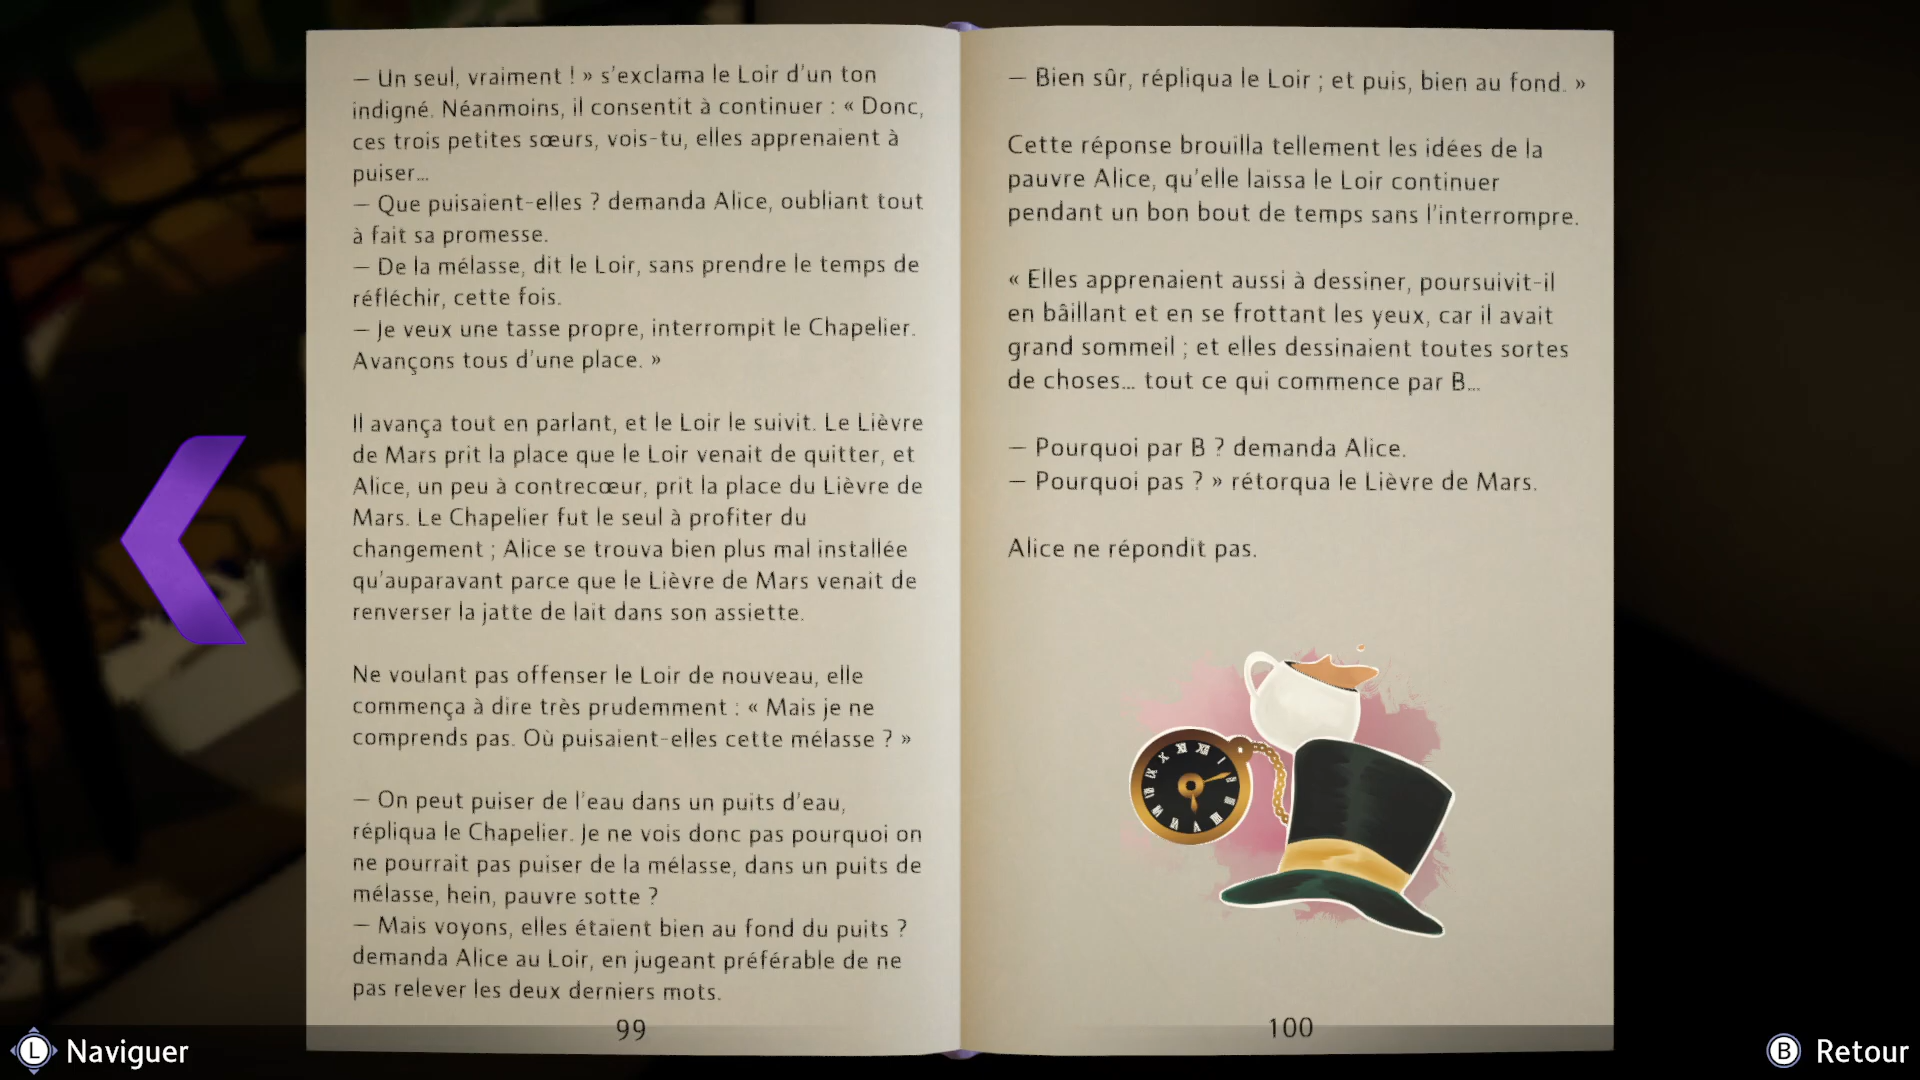 — Un seul, vraiment ! » s'exclama le Loir d'un ton
indigné. Néanmoins, il consentit à continuer : « Donc,
ces trois petites sœurs, vois-tu, elles apprenaient à
puiser...
— Que puisaient-elles ? demanda Alice, oubliant tout
à fait sa promesse.
— De la mélasse, dit le Loir, sans prendre le temps de
réfléchir, cette fois.
— Je veux une tasse propre, interrompit le Chapelier.
Avançons tous d'une place. »
Il avança tout en parlant, et le Loir le suivit. Le Lièvre
de Mars prit la place que le Loir venait de quitter, et
Alice, un peu à contrecœur, prit la place du Lièvre de
Mars. Le Chapelier fut le seul à profiter du
changement ; Alice se trouva bien plus mal installée
qu'auparavant parce que le Lièvre de Mars venait de
renverser la jatte de lait dans son assiette.
Ne voulant pas offenser le Loir de nouveau, elle
commença à dire très prudemment : « Mais je ne
comprends pas. Où puisaient-elles cette mélasse ? »
— On peut puiser de l'eau dans un puits d'eau,
répliqua le Chapelier. Je ne vois donc pas pourquoi on
ne pourrait pas puiser de la mélasse, dans un puits de
mélasse, hein, pauvre sotte ?
— Mais voyons, elles étaient bien au fond du puits ?
demanda Alice au Loir, en jugeant préférable de ne
pas relever les deux derniers mots.
99
— Bien sûr, répliqua le Loir ; et puis, bien au fond. »
Cette réponse brouilla tellement les idées de la
pauvre Alice, qu'elle laissa le Loir continuer
pendant un bon bout de temps sans l'interrompre.
« Elles apprenaient aussi à dessiner, poursuivit-il
en bâillant et en se frottant les yeux, car il avait
grand sommeil ; et elles dessinaient toutes sortes
de choses... tout ce qui commence par B...
— Pourquoi par B ? demanda Alice.
— Pourquoi pas ? » rétorqua le Lièvre de Mars.
Alice ne répondit pas.
100
L Naviguer
B Retour